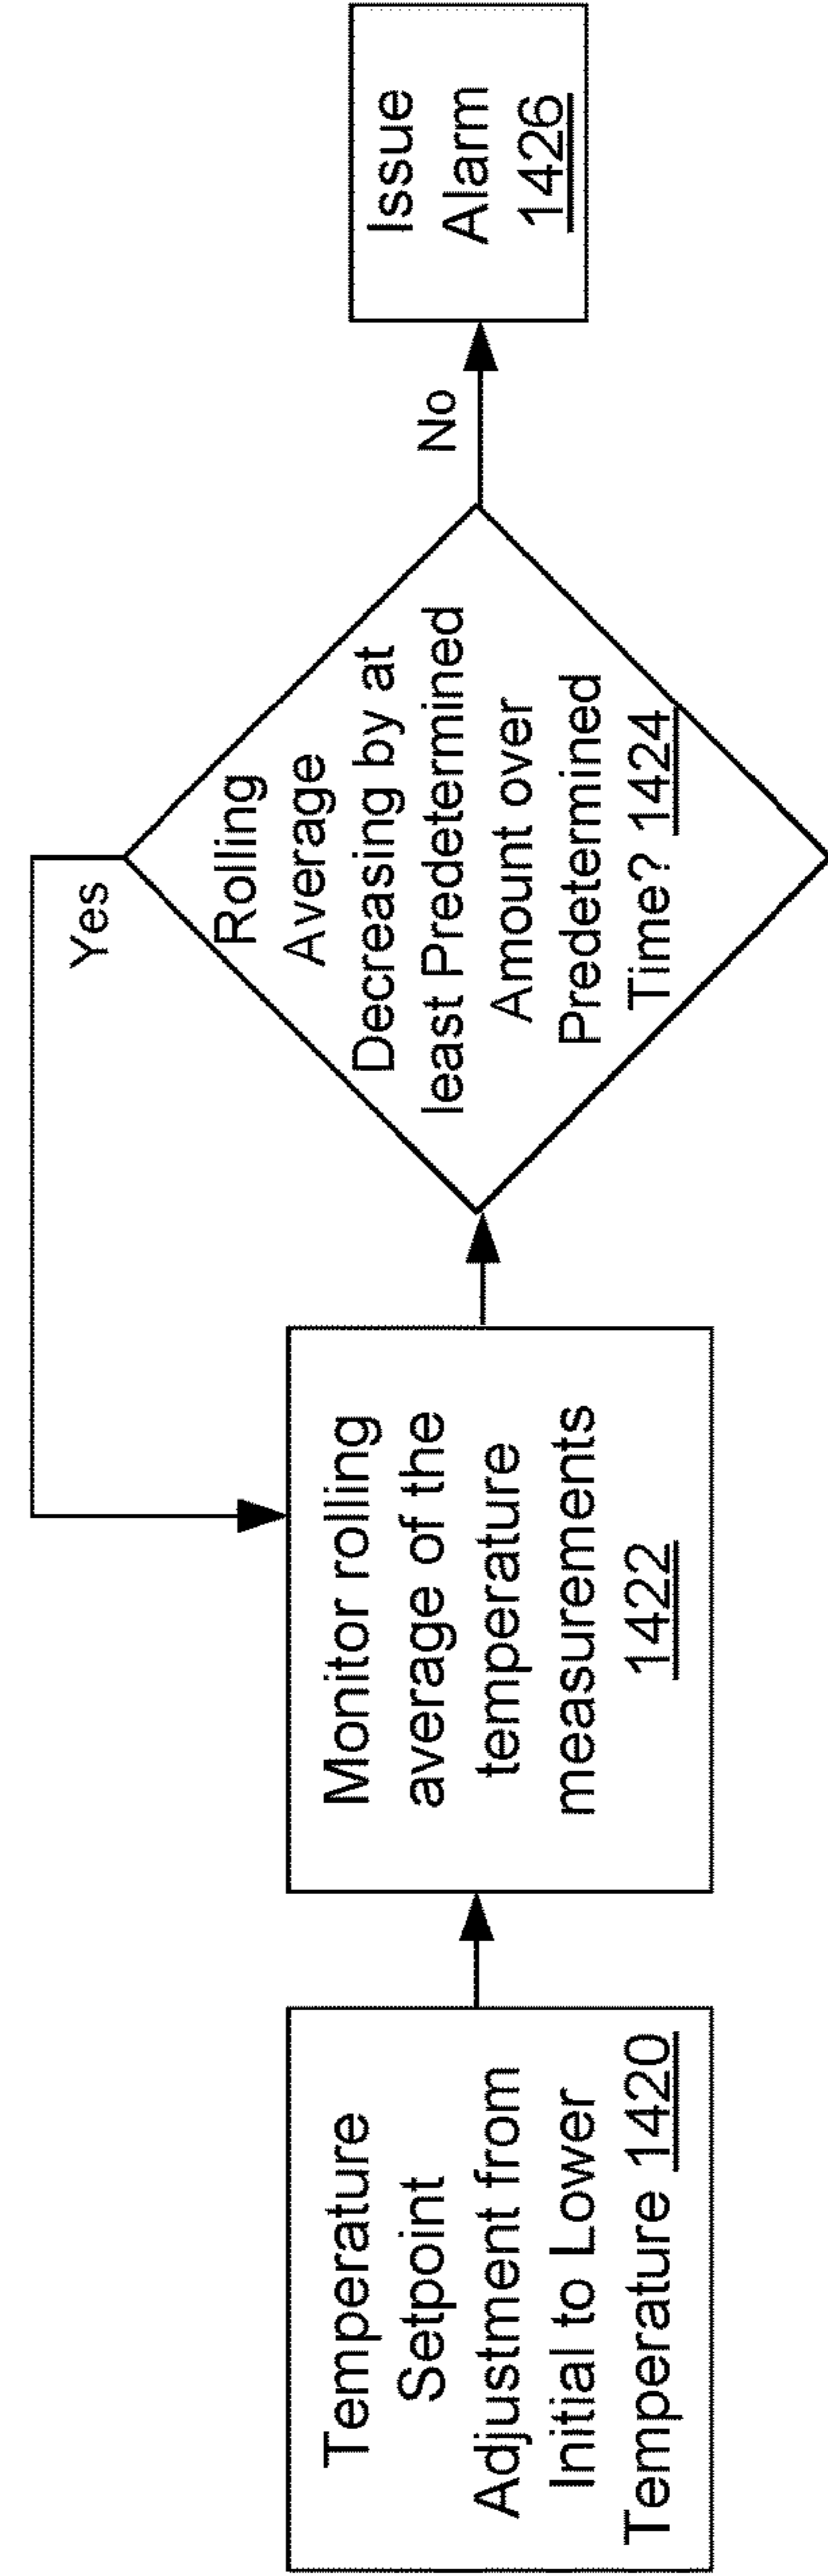 Temperature
Setpoint
Adjustment from
Initial to Lower
Temperature 1420
Monitor rolling
average of the
temperature
measurements
1422
Yes
Rolling
Average
Decreasing by at
least Predetermined
Amount over
Predetermined
Time? 1424
No
Issue
Alarm
1426